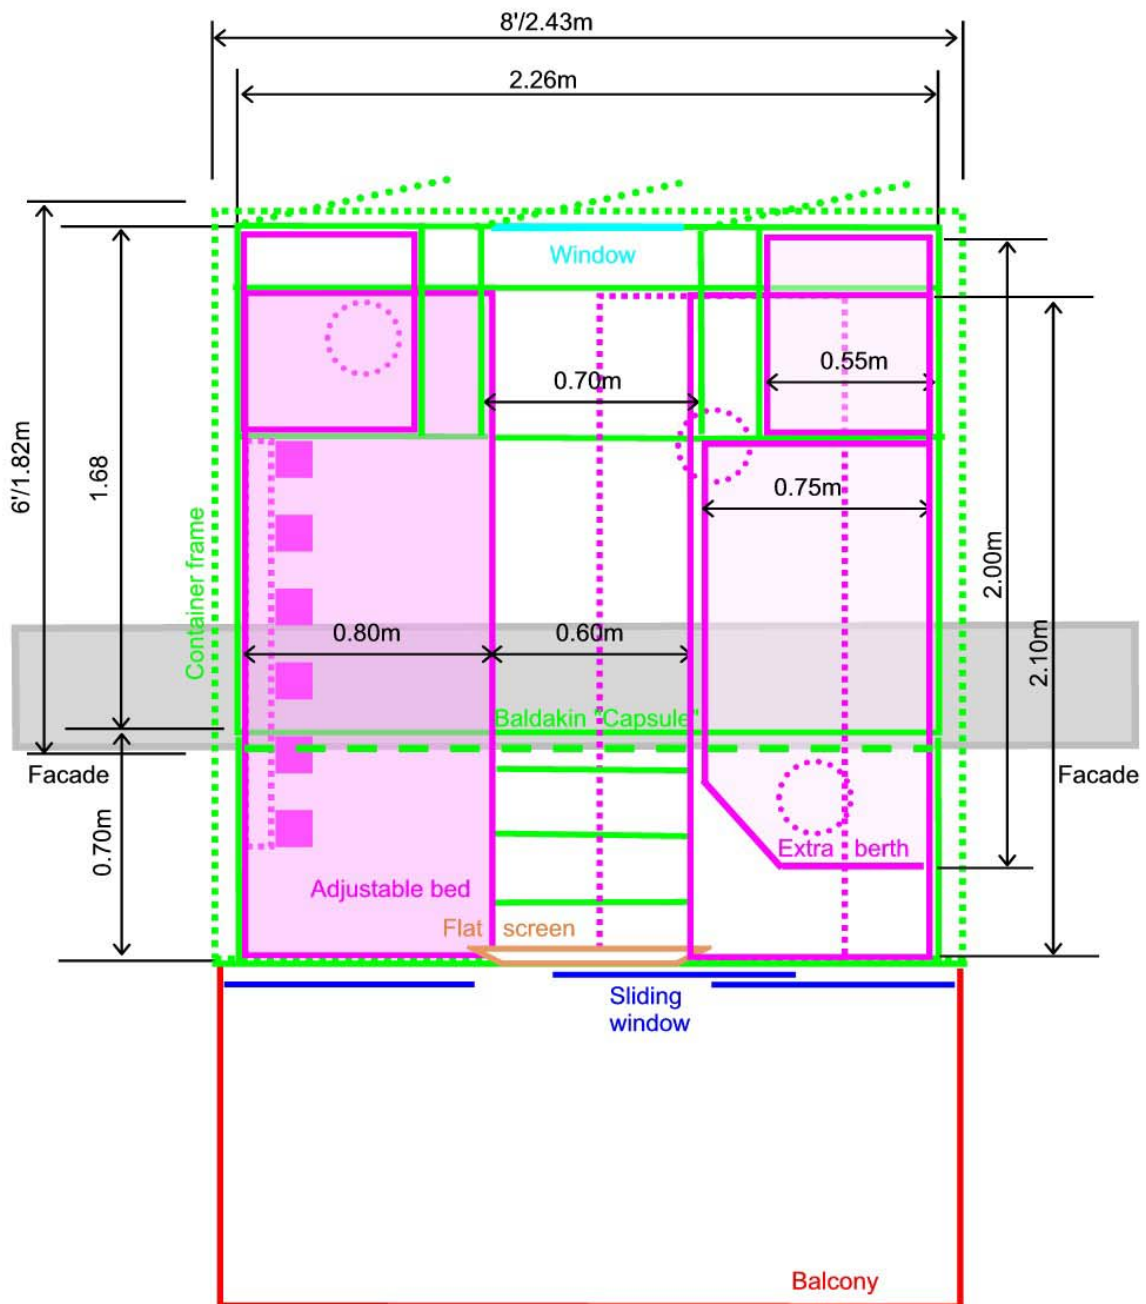 8'/2.43m
2.26m
Window
0.55m
0.70m
6'/1.82m
1.68
0.75m
Container frame
2.00m
0.80m
0.60m
2.10m
Baldakin "Capsule"
Facade
Facade
0.70m
Extra berth
Adjustable bed
Flat screen
Sliding
window
Balcony